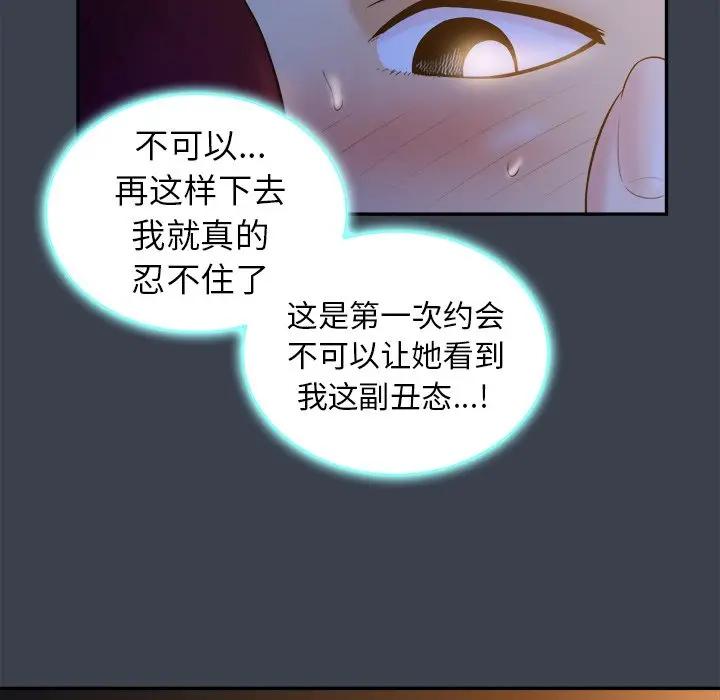 不可以...
再这样下去
我就真的
忍不住了
这是第一次约会
不可以让她看到
我这副丑态...!